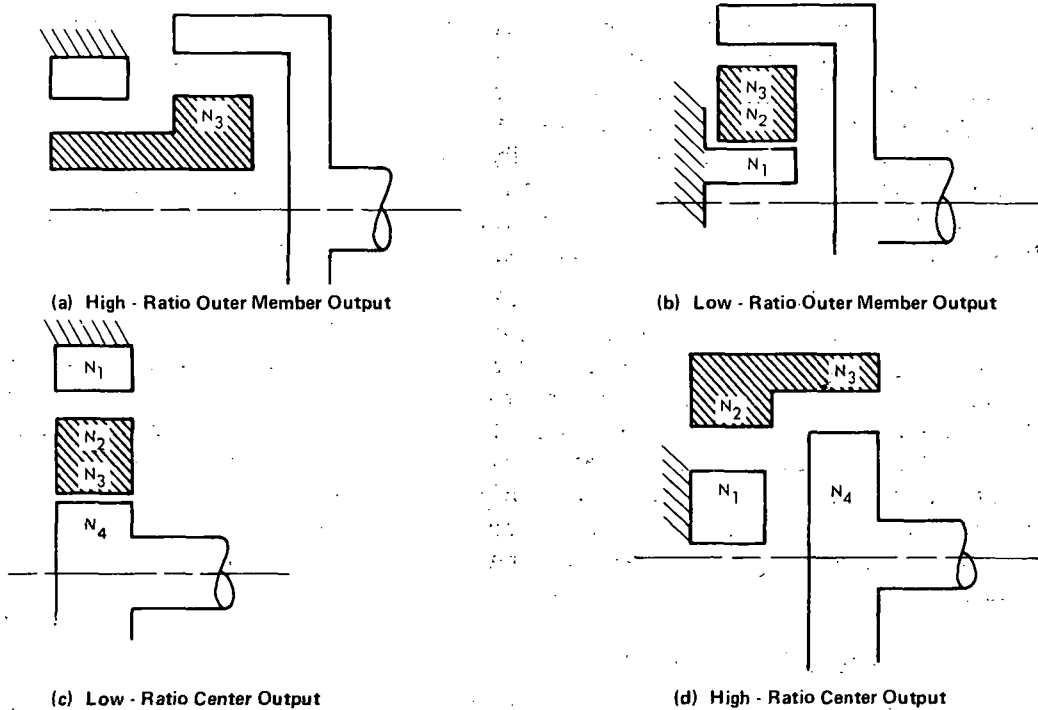 N3
N3
N2
N1
(a) High - Ratio Outer Member Output
(b) Low - Ratio Outer Member Output
N1
N2
N3
N4
N3
N2
N1
N4
(c) Low - Ratio Center Output
(d) High - Ratio Center Output